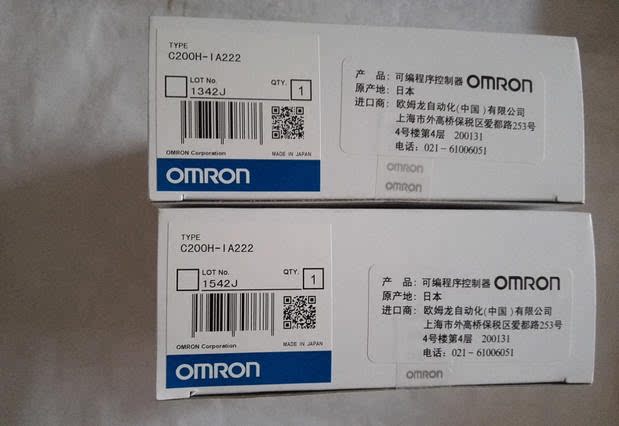 TYPE
C200H-IA222
LOT No. QTY.
1342J 1
OMRON Corporation MADE IN JAPAN
OMRON
产 品：可编程序控制器 OMRON
原产地：日本
进口商：欧姆龙自动化(中国)有限公司
上海市外高桥保税区爱都路253号
4号楼第4层 200131
电话：021-61006051
OMRON
OMRON
TYPE
C200H-IA222
LOT No. QTY.
1542J 1
OMRON Corporation MADE IN JAPAN
OMRON
产 品：可编程序控制器 OMRON
原产地：日本
进口商：欧姆龙自动化(中国)有限公司
上海市外高桥保税区爱都路253号
4号楼第4层 200131
电话：021-61006051
OMRON